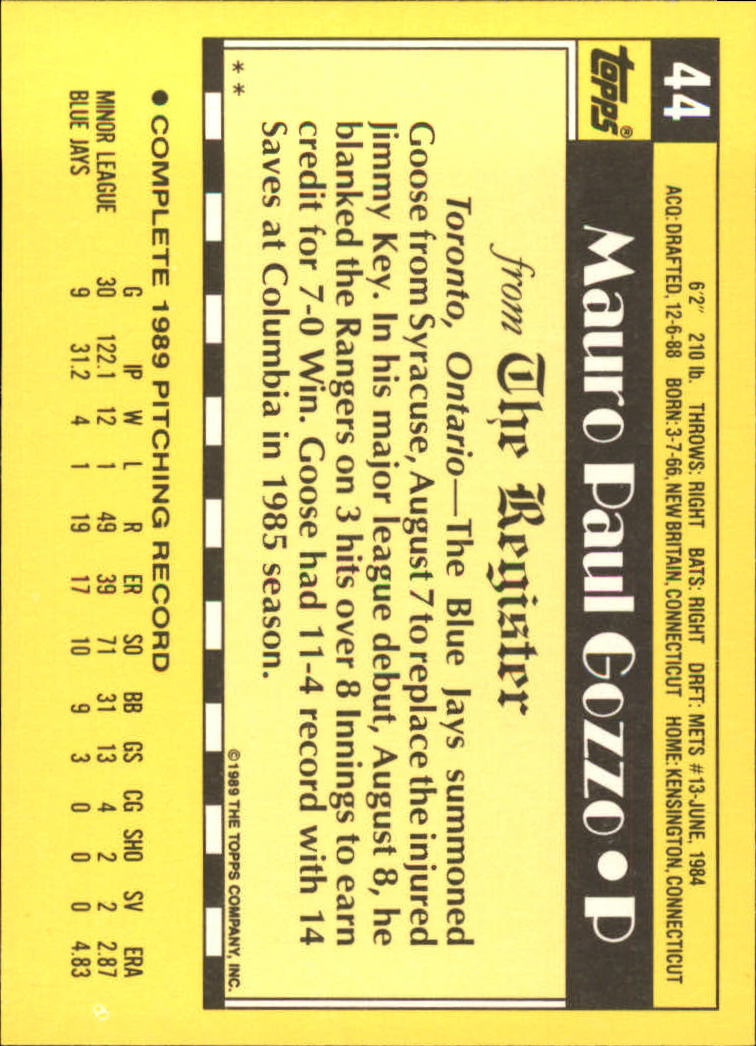 44
6'2" 210 lb. THROWS: RIGHT BATS: RIGHT DRFT: METS #13-JUNE, 1984
ACQ: DRAFTED, 12-6-88 BORN: 3-7-66, NEW BRITAIN, CONNECTICUT HOME: KENSINGTON, CONNECTICUT
topps®
Mauro Paul Gozzo • P
from The Register
Toronto, Ontario—The Blue Jays summoned
Goose from Syracuse, August 7 to replace the injured
Jimmy Key. In his major league debut, August 8, he
blanked the Rangers on 3 hits over 8 Innings to earn
credit for 7-0 Win. Goose had 11-4 record with 14
Saves at Columbia in 1985 season.
** ©1989 THE TOPPS COMPANY, INC.
• COMPLETE 1989 PITCHING RECORD
G IP W L R ER SO BB GS CG SHO SV ERA
MINOR LEAGUE 30 122.1 12 1 49 39 71 31 13 4 2 2 2.87
BLUE JAYS 9 31.2 4 1 19 17 10 9 3 0 0 0 4.83